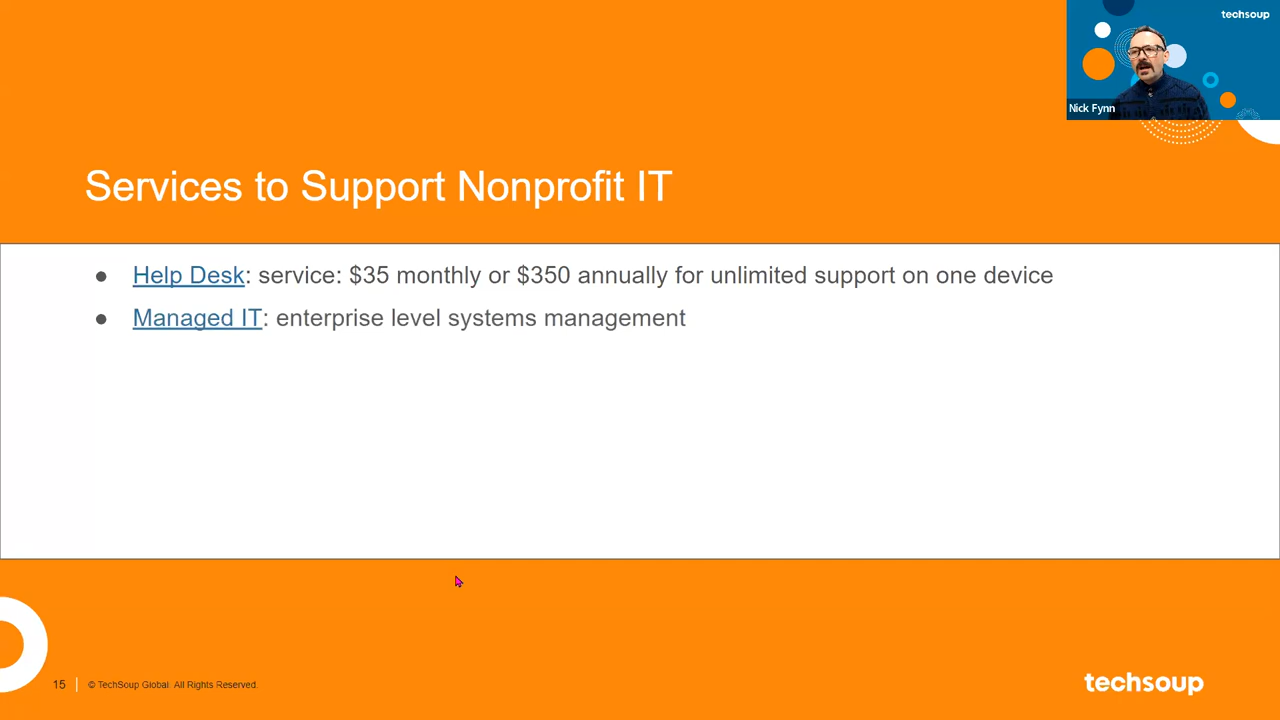 techsoup
Nick Fynn
Services to Support Nonprofit IT
● Help Desk: service: $35 monthly or $350 annually for unlimited support on one device
● Managed IT: enterprise level systems management
15 | © TechSoup Global. All Rights Reserved.
techsoup